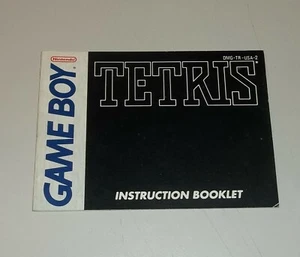 Nintendo
GAME BOY
DMG-TR-USA-2
TETRIS
INSTRUCTION BOOKLET